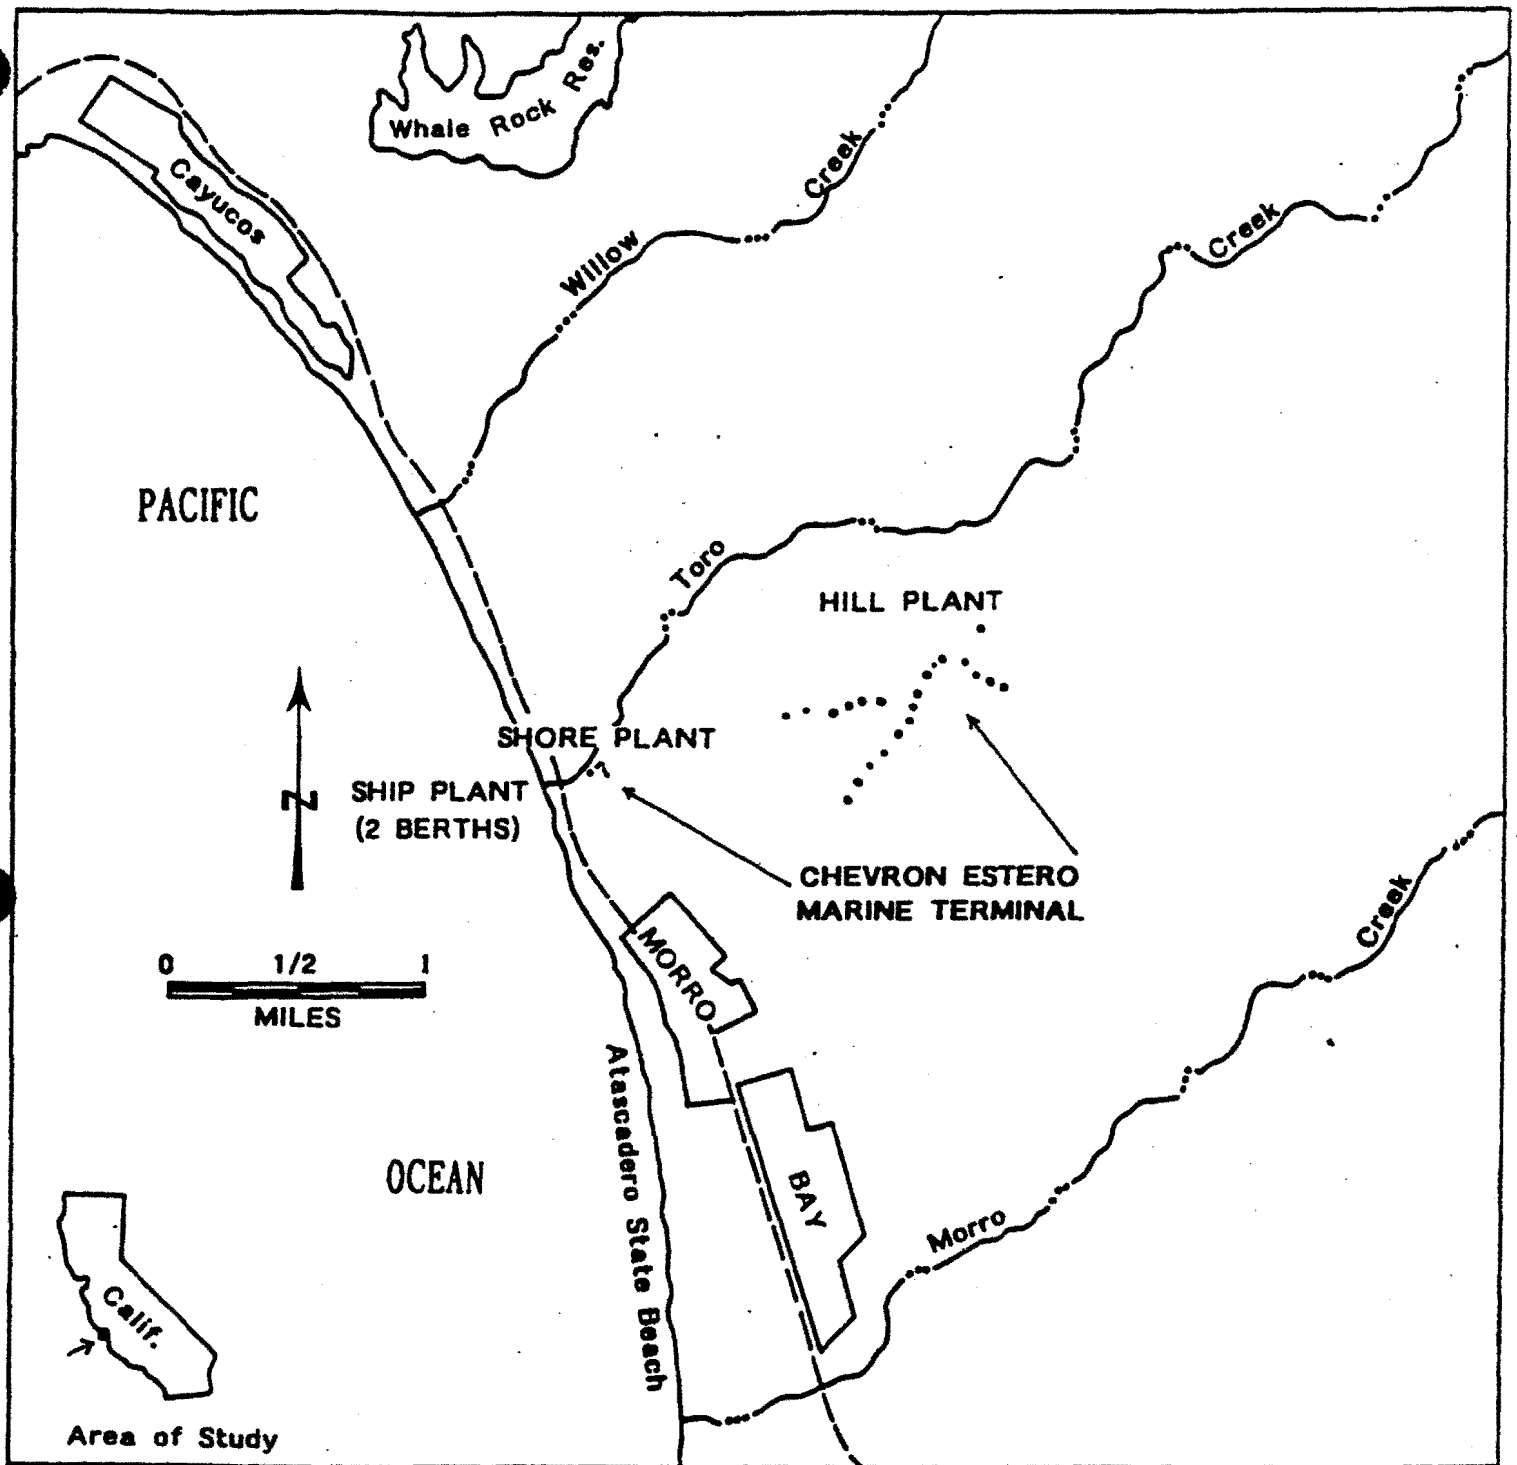 Whale Rock Res.
Cayucos
Willow Creek
Toro Creek
PACIFIC
HILL PLANT
SHORE PLANT
SHIP PLANT
(2 BERTHS)
N
CHEVRON ESTERO
MARINE TERMINAL
0 1/2 1
MILES
MORRO
BAY
Atascadero State Beach
OCEAN
Morro Creek
Calif.
Area of Study